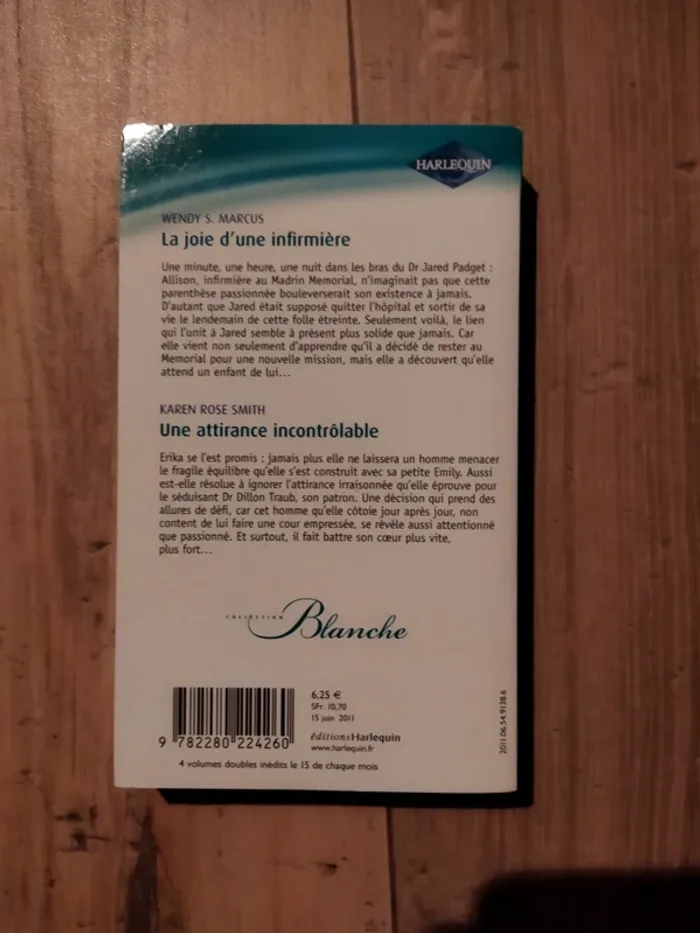 HARLEQUIN
WENDY S. MARCUS
La joie d'une infirmière
Une minute, une heure, une nuit dans les bras du Dr Jared Padget :
Allison, infirmière au Madrin Memorial, n'imaginait pas que cette
parenthèse passionnée bouleverserait son existence à jamais.
D'autant que Jared était supposé quitter l'hôpital et sortir de sa
vie le lendemain de cette folle étreinte. Seulement voilà, le lien
qui l'unit à Jared semble à présent plus solide que jamais. Car
elle vient non seulement d'apprendre qu'il a décidé de rester au
Memorial pour une nouvelle mission, mais elle a découvert qu'elle
attend un enfant de lui...
KAREN ROSE SMITH
Une attirance incontrôlable
Erika se l'est promis : jamais plus elle ne laissera un homme menacer
le fragile équilibre qu'elle s'est construit avec sa petite Emily. Aussi
est-elle résolue à ignorer l'attirance irraisonnée qu'elle éprouve pour
le séduisant Dr Dillon Traub, son patron. Une décision qui prend des
allures de défi, car cet homme qu'elle côtoie jour après jour, non
content de lui faire une cour empressée, se révèle aussi attentionné
que passionné. Et surtout, il fait battre son cœur plus vite,
plus fort...
COLLECTION Blanche
6,25 €
SFr. 10,70
15 juin 2011
éditionsHarlequin
www.harlequin.fr
9 782280 224260
4 volumes doubles inédits le 15 de chaque mois
2011.06.54.9138.6